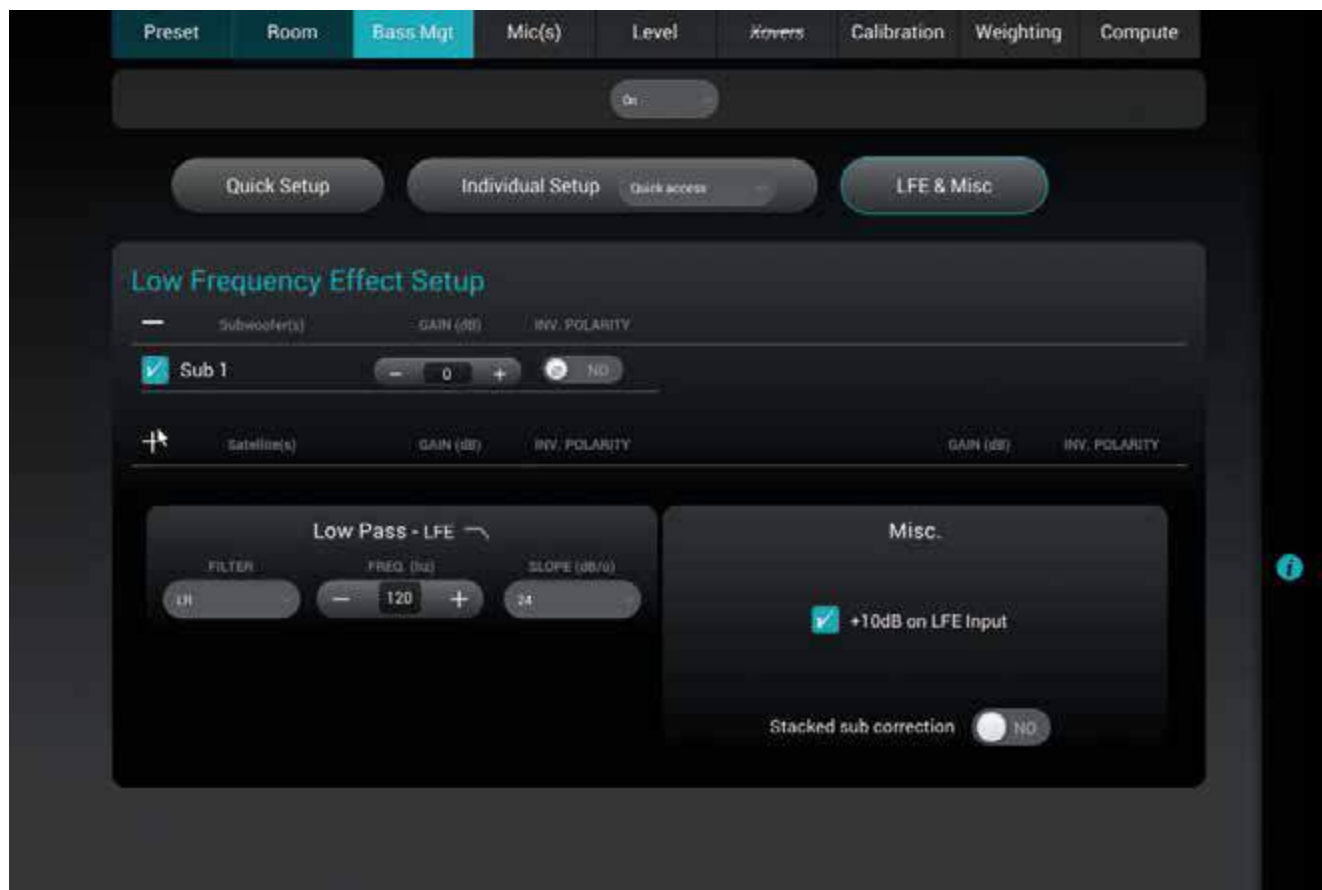 Preset Room Bass Mgt Mic(s) Level Xovers Calibration Weighting Compute
On
Quick Setup Individual Setup Quick access LFE & Misc
Low Frequency Effect Setup
Subwoofer(s) GAIN (dB) INV. POLARITY
Sub 1 − 0 + NO
Satellite(s) GAIN (dB) INV. POLARITY GAIN (dB) INV. POLARITY
Low Pass - LFE Misc.
FILTER FREQ. (hz) SLOPE (dB/o)
LR − 120 + 24
+10dB on LFE Input
Stacked sub correction NO
i